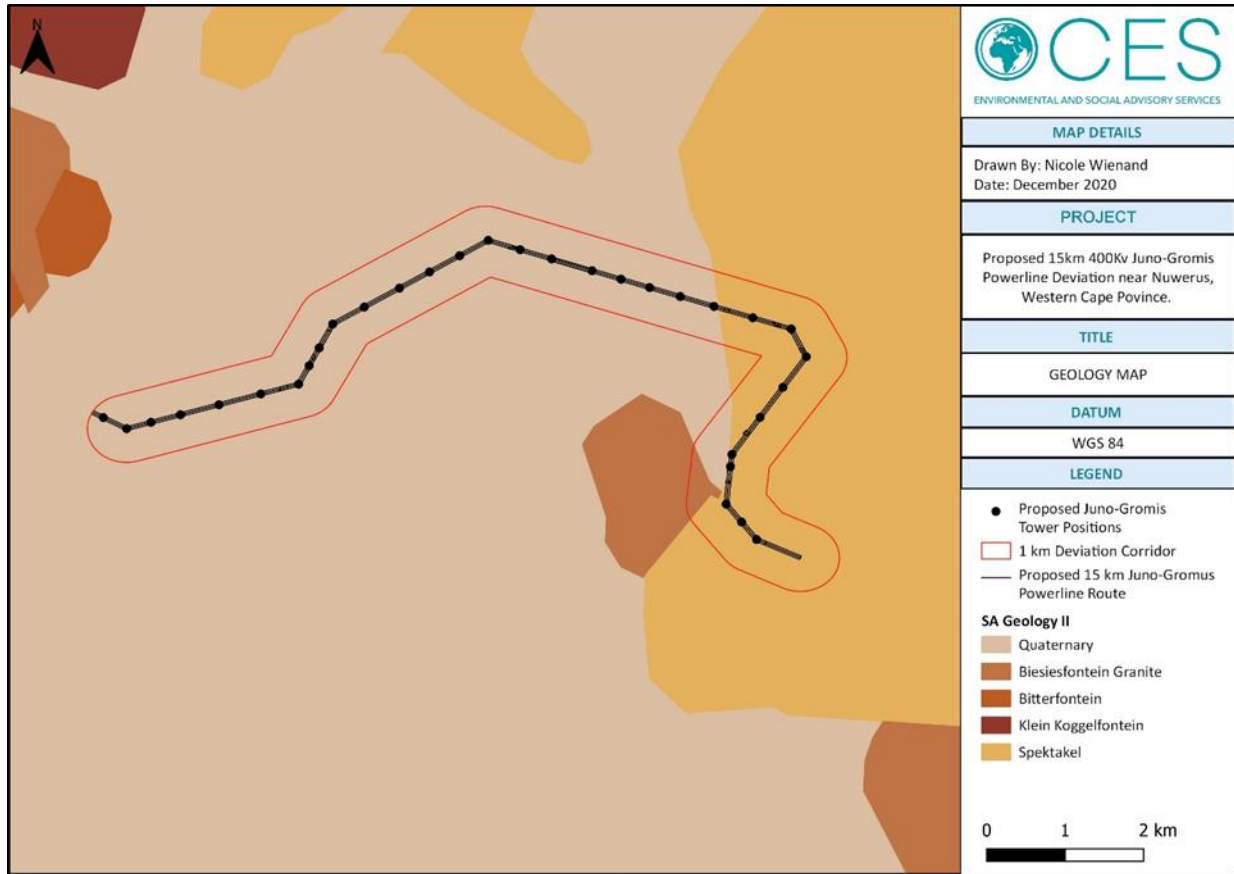 N
CES
ENVIRONMENTAL AND SOCIAL ADVISORY SERVICES
MAP DETAILS
Drawn By: Nicole Wienand
Date: December 2020
PROJECT
Proposed 15km 400Kv Juno-Gromis
Powerline Deviation near Nuwerus,
Western Cape Povince.
TITLE
GEOLOGY MAP
DATUM
WGS 84
LEGEND
Proposed Juno-Gromis
Tower Positions
1 km Deviation Corridor
Proposed 15 km Juno-Gromus
Powerline Route
SA Geology II
Quaternary
Biesiesfontein Granite
Bitterfontein
Klein Koggelfontein
Spektakel
0 1 2 km